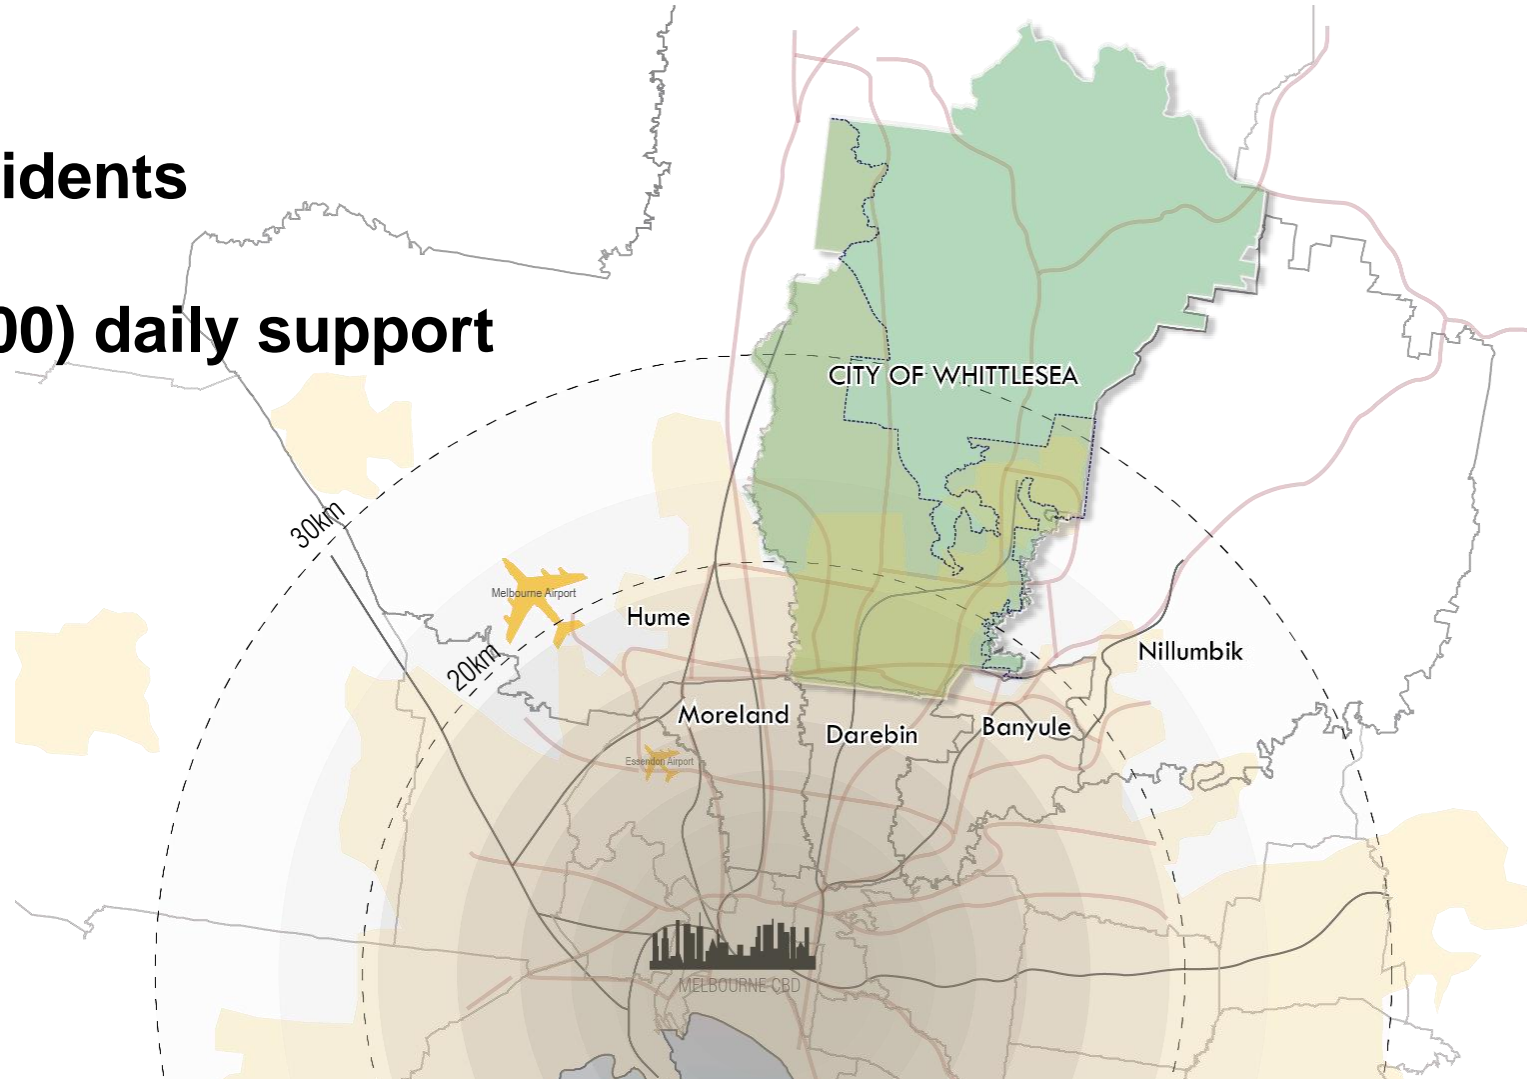 idents
00) daily support
CITY OF WHITTLESEA
30km
Melbourne Airport
Hume
20km
Nillumbik
Moreland
Darebin
Banyule
Essendon Airport
MELBOURNE CBD